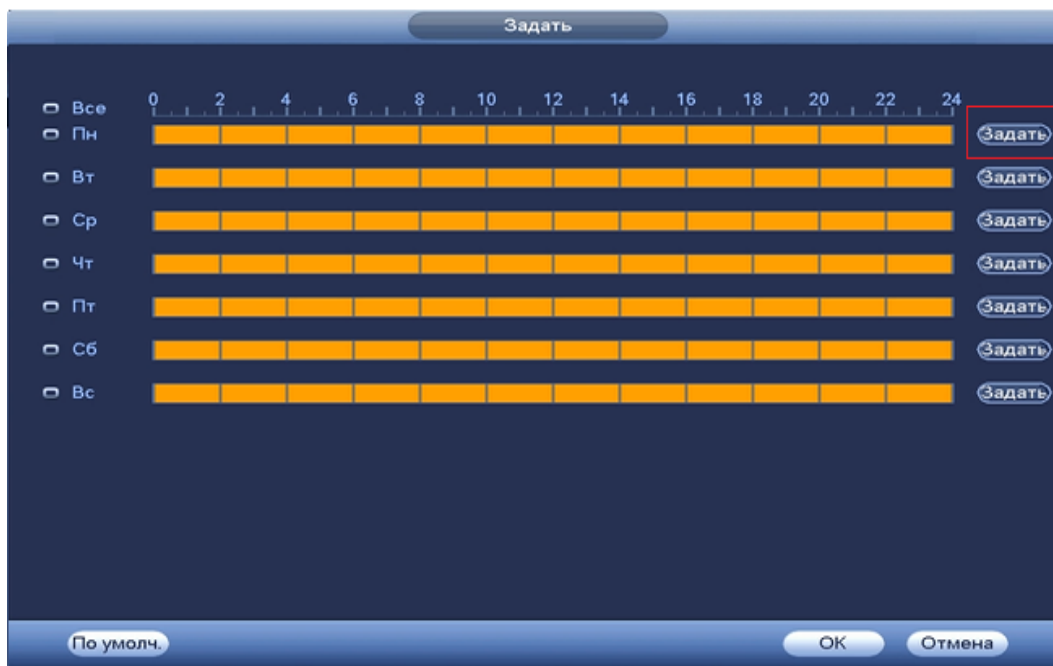 Задать
Все 0 2 4 6 8 10 12 14 16 18 20 22 24
Пн Задать
Вт Задать
Ср Задать
Чт Задать
Пт Задать
Сб Задать
Вс Задать
По умолч. OK Отмена